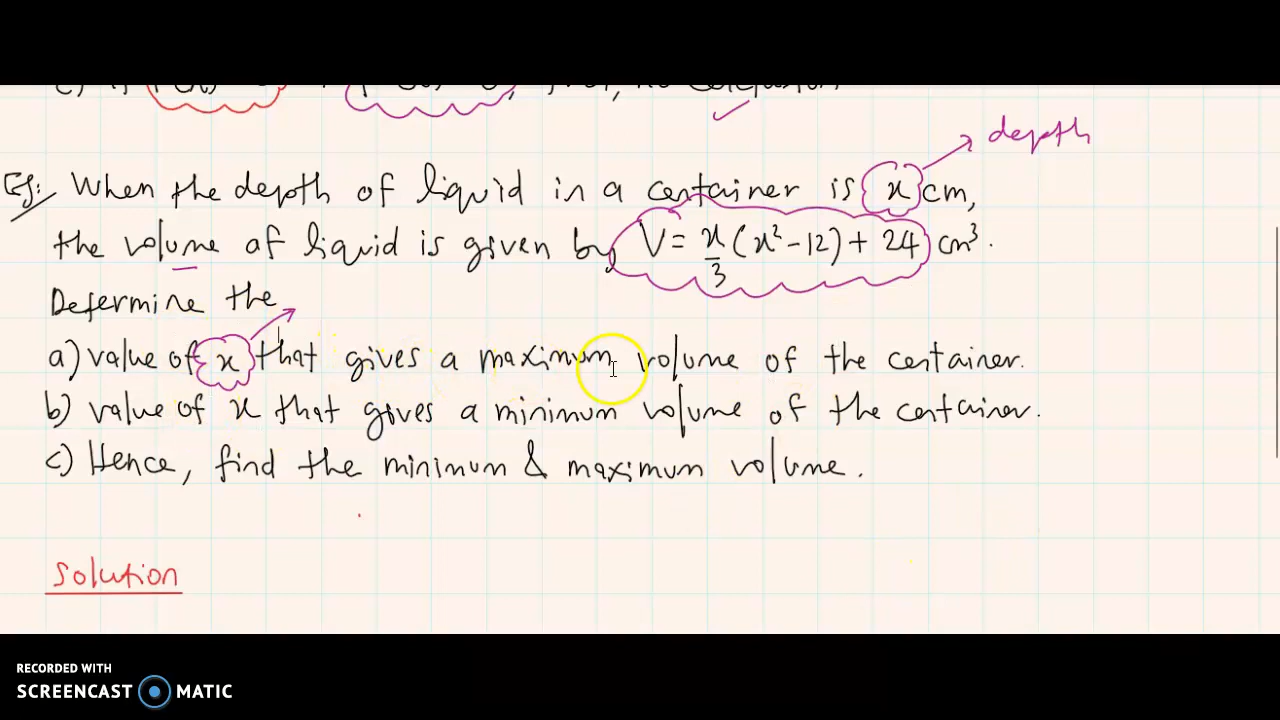 depth
Eg: When the depth of liquid in a container is x cm,
the volume of liquid is given by V = x/3 (x² - 12) + 24 cm³.
Determine the
a) value of x that gives a maximum volume of the container.
b) value of x that gives a minimum volume of the container.
c) Hence, find the minimum & maximum volume.
Solution
RECORDED WITH
SCREENCAST MATIC